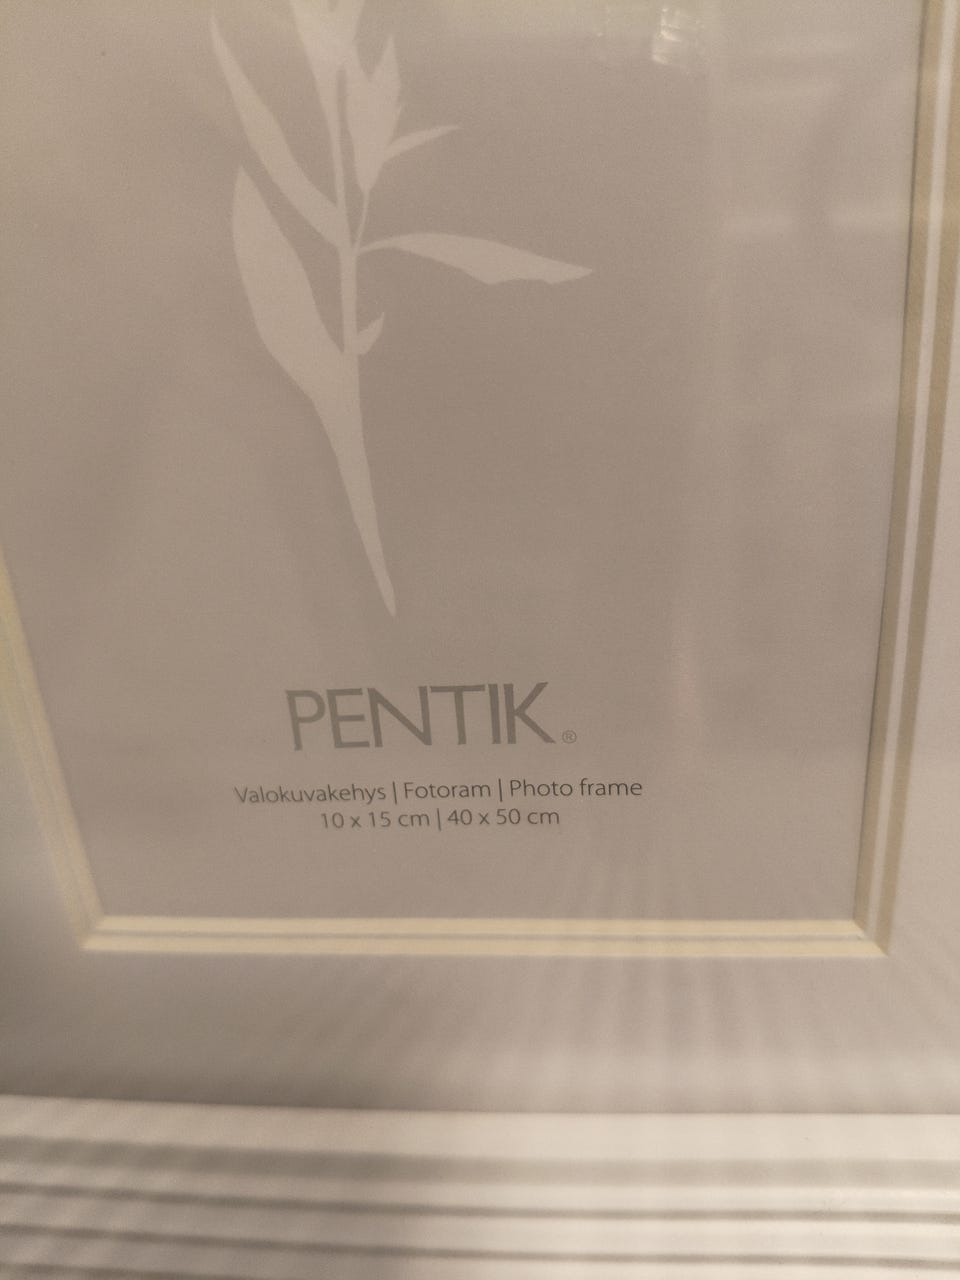 PENTIK®
Valokuvakehys | Fotoram | Photo frame
10 x 15 cm | 40 x 50 cm